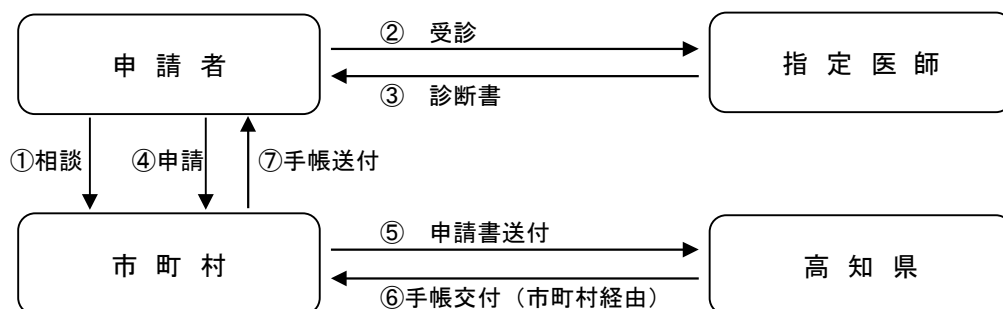 ② 受診
申請者
指定医師
③ 診断書
①相談
④申請
⑦手帳送付
⑤ 申請書送付
市町村
高知県
⑥手帳交付（市町村経由）